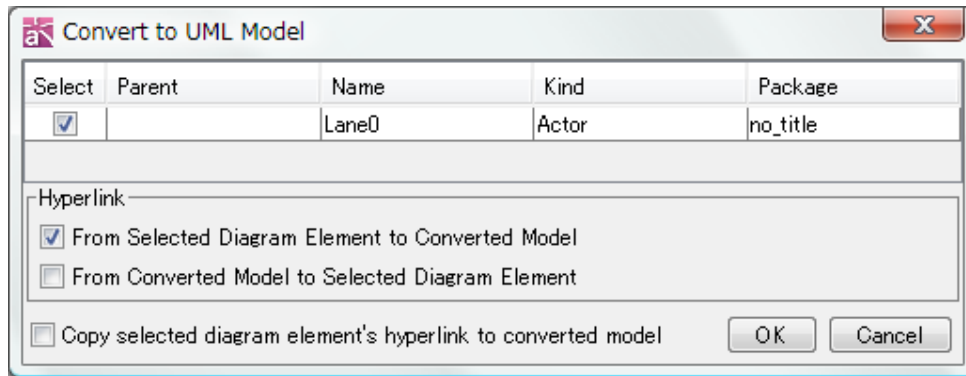 Convert to UML Model
Select Parent Name Kind Package
Lane0 Actor no_title
Hyperlink
From Selected Diagram Element to Converted Model
From Converted Model to Selected Diagram Element
Copy selected diagram element's hyperlink to converted model OK Cancel